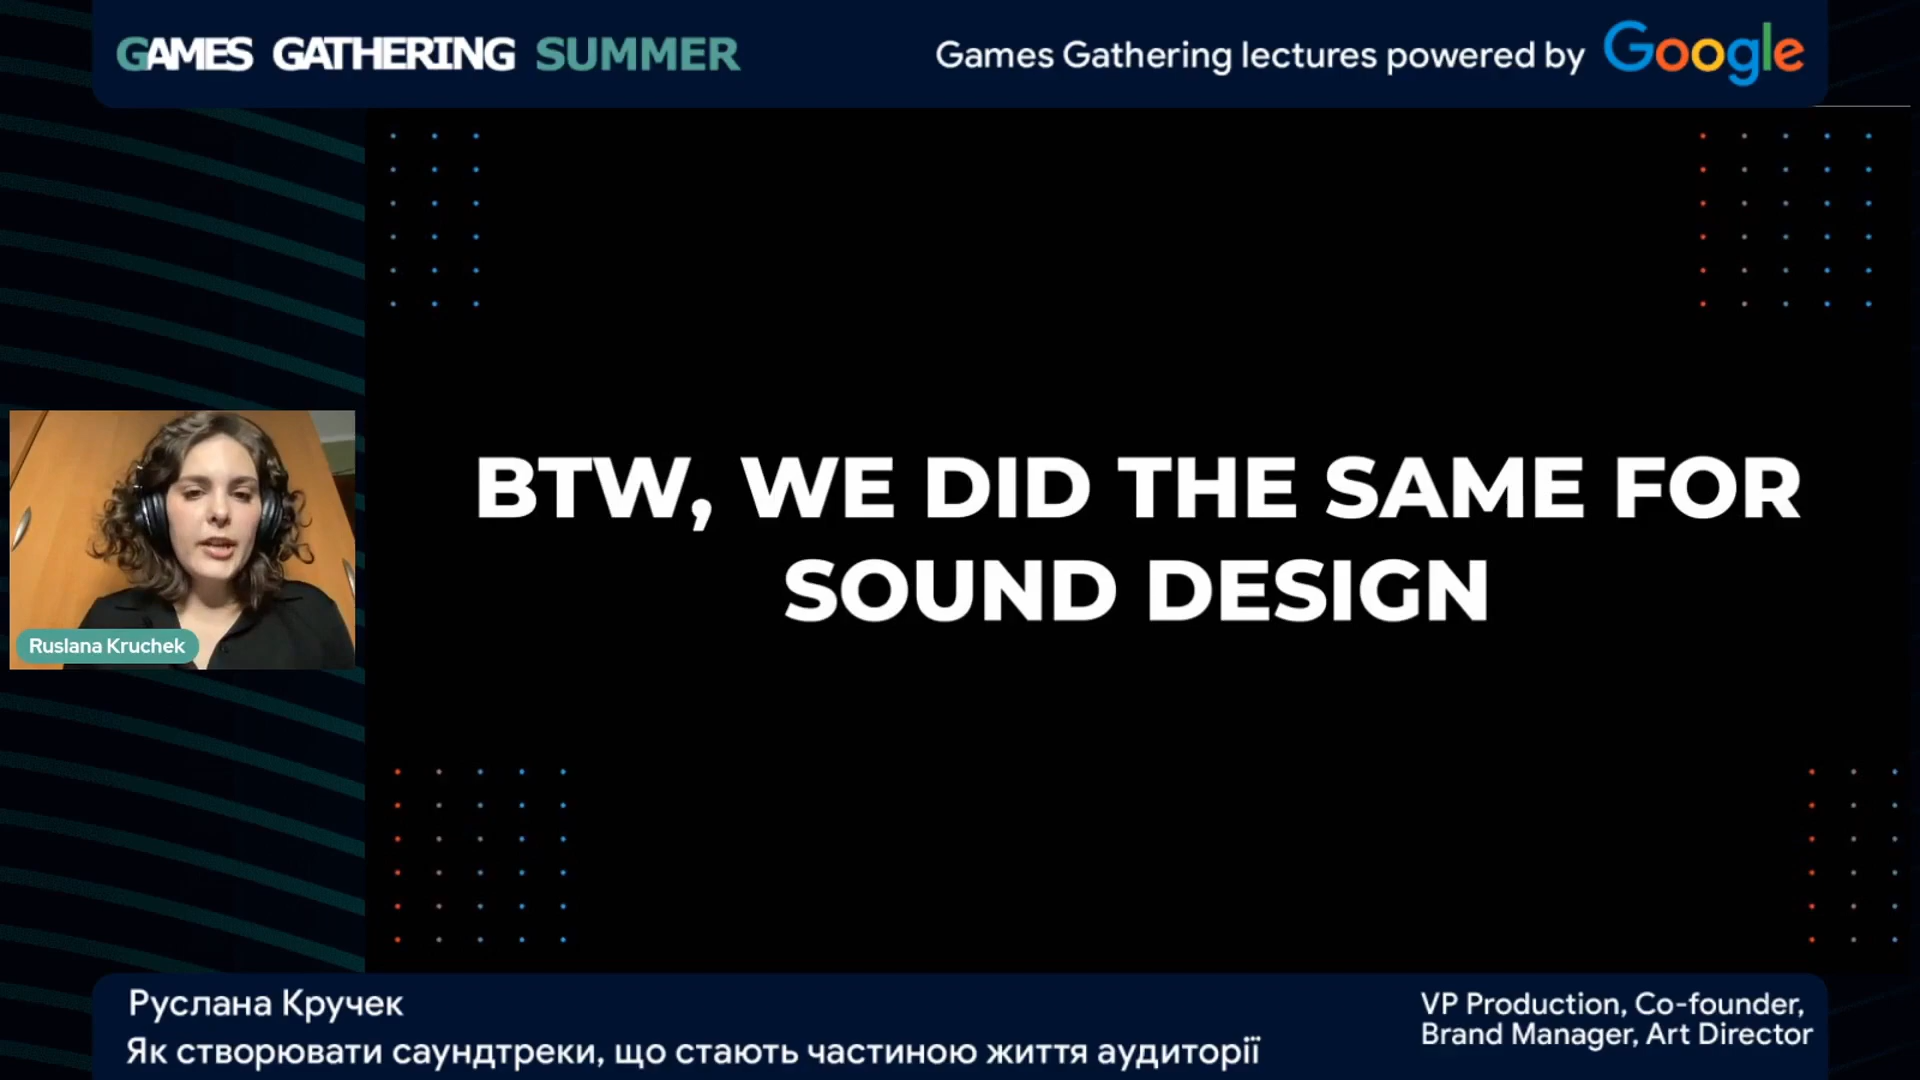 GAMES GATHERING SUMMER
Games Gathering lectures powered by Google
BTW, WE DID THE SAME FOR
SOUND DESIGN
Ruslana Kruchek
Руслана Кручек
Як створювати саундтреки, що стають частиною життя аудиторії
VP Production, Co-founder,
Brand Manager, Art Director